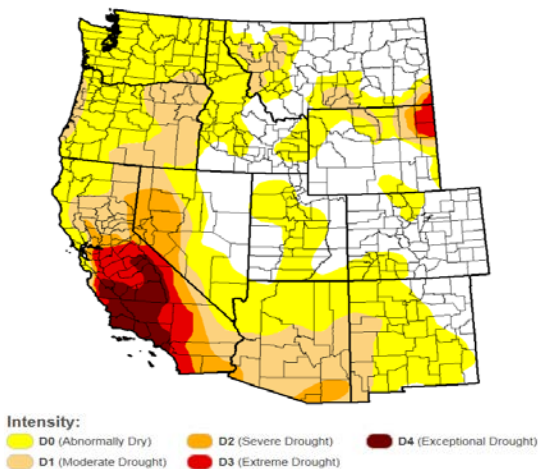 Intensity:
D0 (Abnormally Dry) D2 (Severe Drought) D4 (Exceptional Drought)
D1 (Moderate Drought) D3 (Extreme Drought)